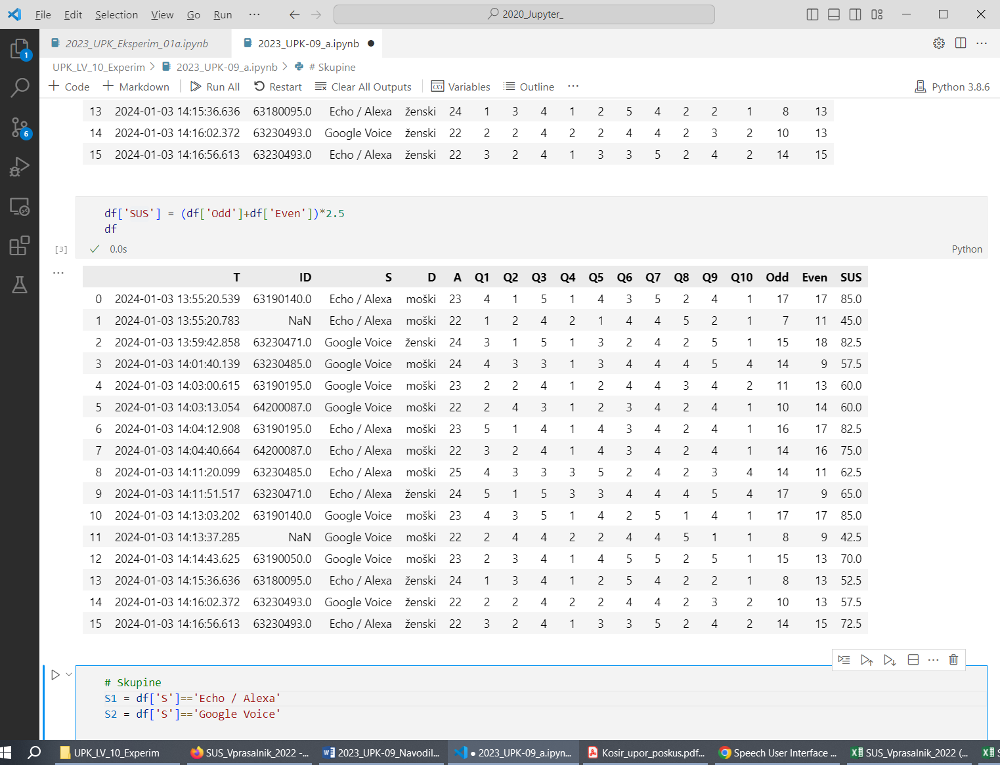 File Edit Selection View Go Run ··· 2020_Jupyter_
2023_UPK_Eksperim_01a.ipynb 2023_UPK-09_a.ipynb
UPK_LV_10_Experim > 2023_UPK-09_a.ipynb > # Skupine
Code Markdown Run All Restart Clear All Outputs Variables Outline ··· Python 3.8.6
1
6
13 2024-01-03 14:15:36.636 63180095.0 Echo / Alexa ženski 24 1 3 4 1 2 5 4 2 2 1 8 13
14 2024-01-03 14:16:02.372 63230493.0 Google Voice ženski 22 2 2 4 2 2 4 4 2 3 2 10 13
15 2024-01-03 14:16:56.613 63230493.0 Echo / Alexa ženski 22 3 2 4 1 3 3 5 2 4 2 14 15
df['SUS'] = (df['Odd']+df['Even'])*2.5
df
[3] 0.0s Python
T ID S D A Q1 Q2 Q3 Q4 Q5 Q6 Q7 Q8 Q9 Q10 Odd Even SUS
0 2024-01-03 13:55:20.539 63190140.0 Echo / Alexa moški 23 4 1 5 1 4 3 5 2 4 1 17 17 85.0
1 2024-01-03 13:55:20.783 NaN Echo / Alexa moški 22 1 2 4 2 1 4 4 5 2 1 7 11 45.0
2 2024-01-03 13:59:42.858 63230471.0 Google Voice ženski 24 3 1 5 1 3 2 4 2 5 1 15 18 82.5
3 2024-01-03 14:01:40.139 63230485.0 Google Voice moški 24 4 3 3 1 3 4 4 4 5 4 14 9 57.5
4 2024-01-03 14:03:00.615 63190195.0 Google Voice moški 23 2 2 4 1 2 4 4 3 4 2 11 13 60.0
5 2024-01-03 14:03:13.054 64200087.0 Google Voice moški 22 2 4 3 1 2 3 4 2 4 1 10 14 60.0
6 2024-01-03 14:04:12.908 63190195.0 Echo / Alexa moški 23 5 1 4 1 4 3 4 2 4 1 16 17 82.5
7 2024-01-03 14:04:40.664 64200087.0 Echo / Alexa moški 22 3 2 4 1 4 3 4 2 4 1 14 16 75.0
8 2024-01-03 14:11:20.099 63230485.0 Echo / Alexa moški 25 4 3 3 3 5 2 4 2 3 4 14 11 62.5
9 2024-01-03 14:11:51.517 63230471.0 Echo / Alexa ženski 24 5 1 5 3 3 4 4 4 5 4 17 9 65.0
10 2024-01-03 14:13:03.202 63190140.0 Google Voice moški 23 4 3 5 1 4 2 5 1 4 1 17 17 85.0
11 2024-01-03 14:13:37.285 NaN Google Voice moški 22 2 4 4 2 2 4 4 5 1 1 8 9 42.5
12 2024-01-03 14:14:43.625 63190050.0 Google Voice moški 23 2 3 4 1 4 5 5 2 5 1 15 13 70.0
13 2024-01-03 14:15:36.636 63180095.0 Echo / Alexa ženski 24 1 3 4 1 2 5 4 2 2 1 8 13 52.5
14 2024-01-03 14:16:02.372 63230493.0 Google Voice ženski 22 2 2 4 2 2 4 4 2 3 2 10 13 57.5
15 2024-01-03 14:16:56.613 63230493.0 Echo / Alexa ženski 22 3 2 4 1 3 3 5 2 4 2 14 15 72.5
# Skupine
S1 = df['S']=='Echo / Alexa'
S2 = df['S']=='Google Voice'
UPK_LV_10_Experim SUS_Vprasalnik_2022 -... 2023_UPK-09_Navodil... ● 2023_UPK-09_a.ipyn... Kosir_upor_poskus.pdf... Speech User Interface ... SUS_Vprasalnik_2022 (... S